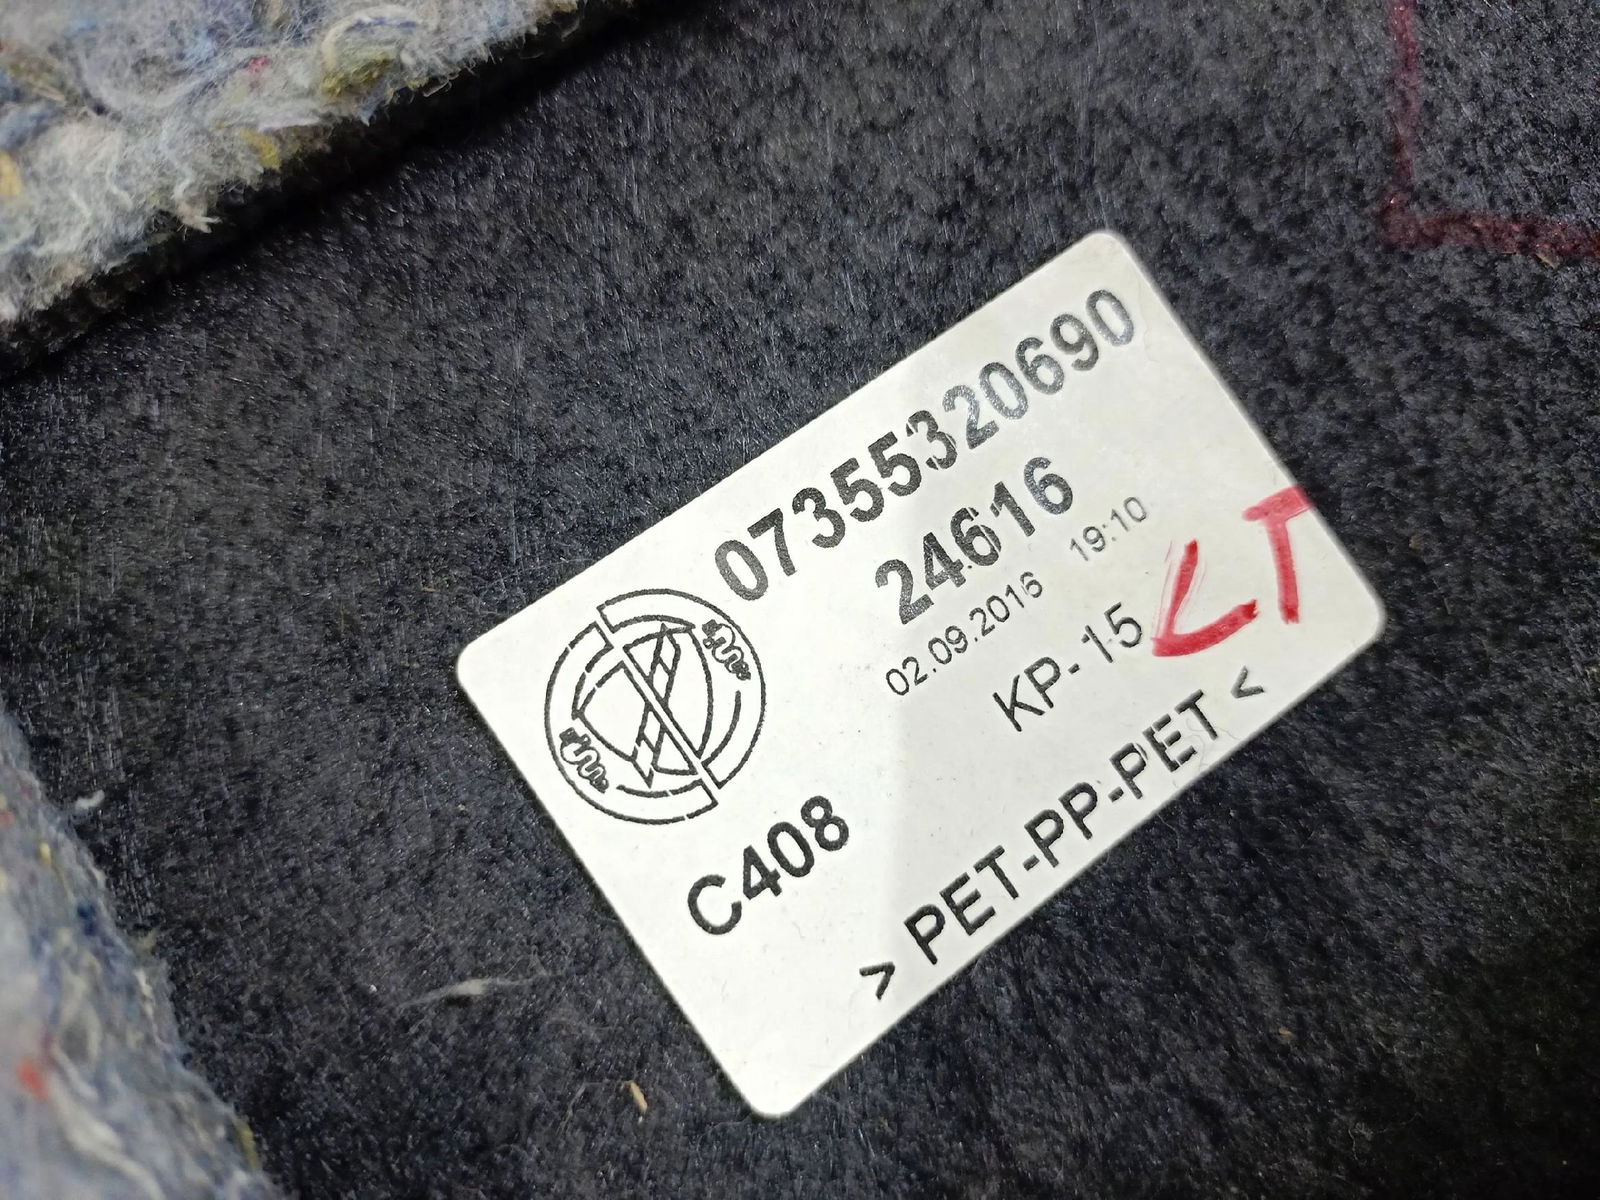 07355320690
24616
02.09.2016 19:10
KP-15
LT
C408
> PET-PP-PET <